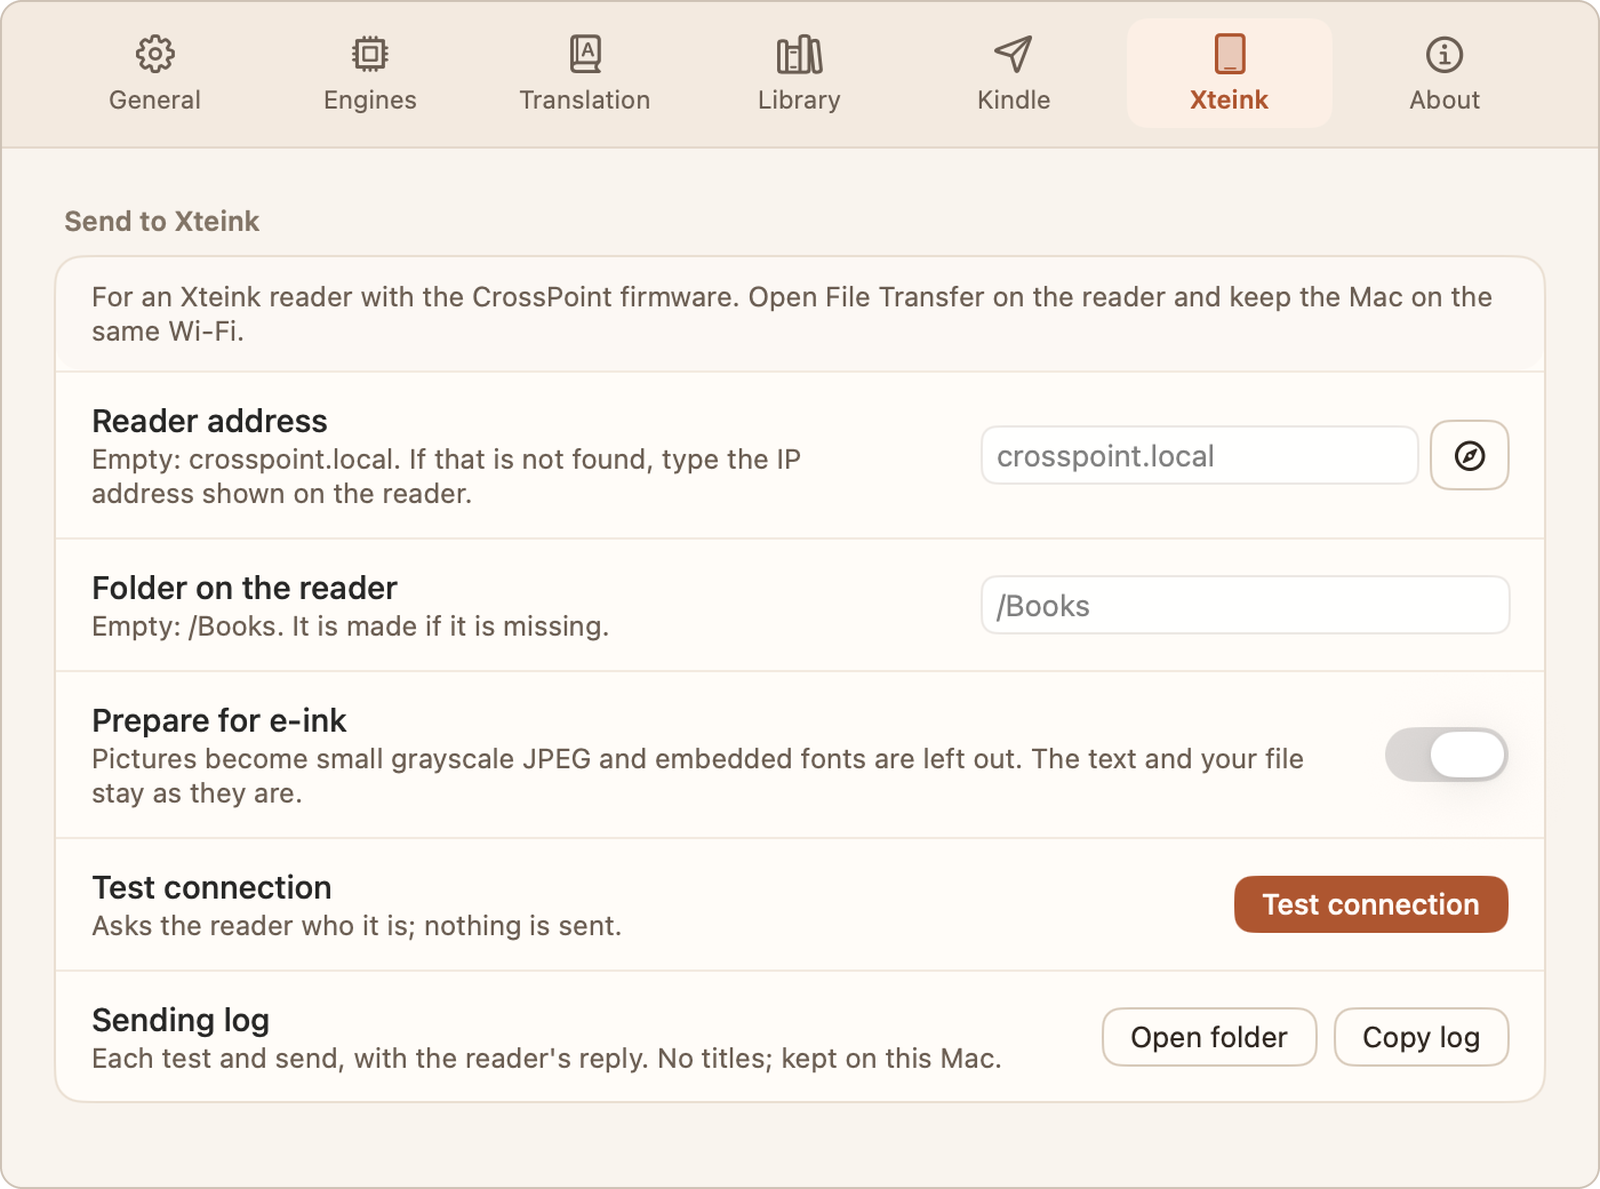 General
Engines
Translation
Library
Kindle
Xteink
About
Send to Xteink
For an Xteink reader with the CrossPoint firmware. Open File Transfer on the reader and keep the Mac on the
same Wi-Fi.
Reader address
Empty: crosspoint.local. If that is not found, type the IP
address shown on the reader.
crosspoint.local
Folder on the reader
Empty: /Books. It is made if it is missing.
/Books
Prepare for e-ink
Pictures become small grayscale JPEG and embedded fonts are left out. The text and your file
stay as they are.
Test connection
Asks the reader who it is; nothing is sent.
Test connection
Sending log
Each test and send, with the reader's reply. No titles; kept on this Mac.
Open folder
Copy log